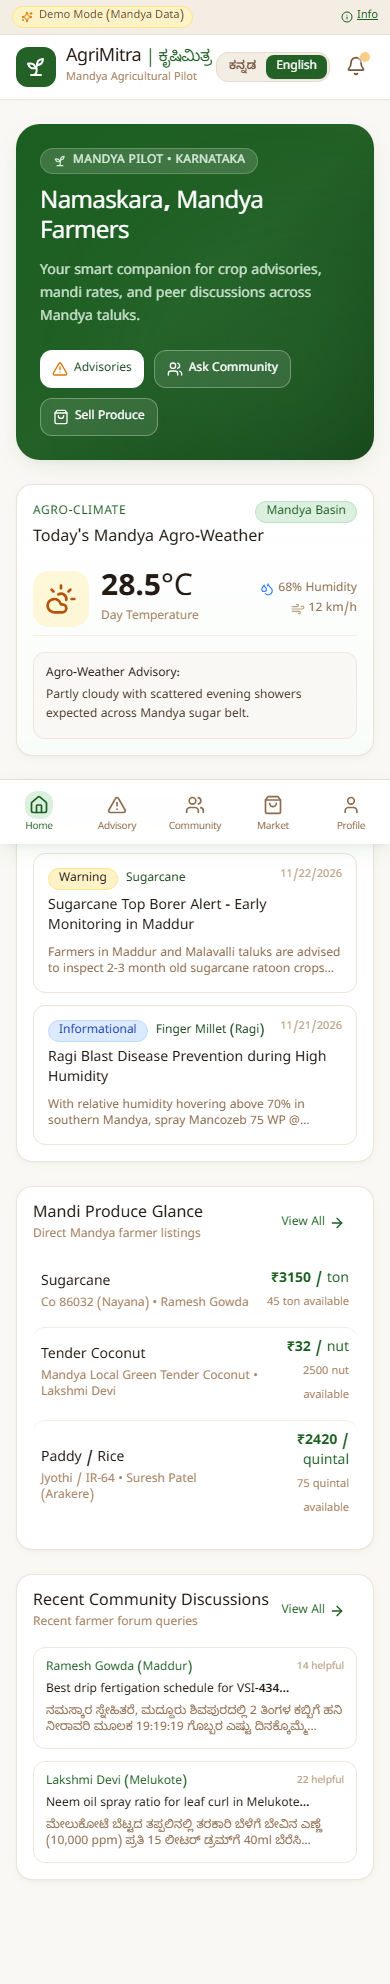 Demo Mode (Mandya Data)
Info
AgriMitra | ಕೃಷಿಮಿತ್ರ
Mandya Agricultural Pilot
ಕನ್ನಡ
English
MANDYA PILOT • KARNATAKA
Namaskara, Mandya
Farmers
Your smart companion for crop advisories,
mandi rates, and peer discussions across
Mandya taluks.
Advisories
Ask Community
Sell Produce
AGRO-CLIMATE
Mandya Basin
Today's Mandya Agro-Weather
28.5°C
Day Temperature
68% Humidity
12 km/h
Agro-Weather Advisory:
Partly cloudy with scattered evening showers
expected across Mandya sugar belt.
Home
Advisory
Community
Market
Profile
Warning
Sugarcane
11/22/2026
Sugarcane Top Borer Alert - Early
Monitoring in Maddur
Farmers in Maddur and Malavalli taluks are advised
to inspect 2-3 month old sugarcane ratoon crops...
Informational
Finger Millet (Ragi)
11/21/2026
Ragi Blast Disease Prevention during High
Humidity
With relative humidity hovering above 70% in
southern Mandya, spray Mancozeb 75 WP @...
Mandi Produce Glance
Direct Mandya farmer listings
View All
Sugarcane
Co 86032 (Nayana) • Ramesh Gowda
₹3150 / ton
45 ton available
Tender Coconut
Mandya Local Green Tender Coconut •
Lakshmi Devi
₹32 / nut
2500 nut
available
Paddy / Rice
Jyothi / IR-64 • Suresh Patel
(Arakere)
₹2420 /
quintal
75 quintal
available
Recent Community Discussions
Recent farmer forum queries
View All
Ramesh Gowda (Maddur)
14 helpful
Best drip fertigation schedule for VSI-434...
ನಮಸ್ಕಾರ ಸ್ನೇಹಿತರೆ, ಮದ್ದೂರು ಶಿವಪುರದಲ್ಲಿ 2 ತಿಂಗಳ ಕಬ್ಬಿಗೆ ಹನಿ
ನೀರಾವರಿ ಮೂಲಕ 19:19:19 ಗೊಬ್ಬರ ಎಷ್ಟು ದಿನಕ್ಕೊಮ್ಮೆ...
Lakshmi Devi (Melukote)
22 helpful
Neem oil spray ratio for leaf curl in Melukote...
ಮೇಲುಕೋಟೆ ಬೆಟ್ಟದ ತಪ್ಪಲಿನಲ್ಲಿ ತರಕಾರಿ ಬೆಳೆಗೆ ಬೇವಿನ ಎಣ್ಣೆ
(10,000 ppm) ಪ್ರತಿ 15 ಲೀಟರ್ ಡ್ರಮ್‌ಗೆ 40ml ಬೆರೆಸಿ...